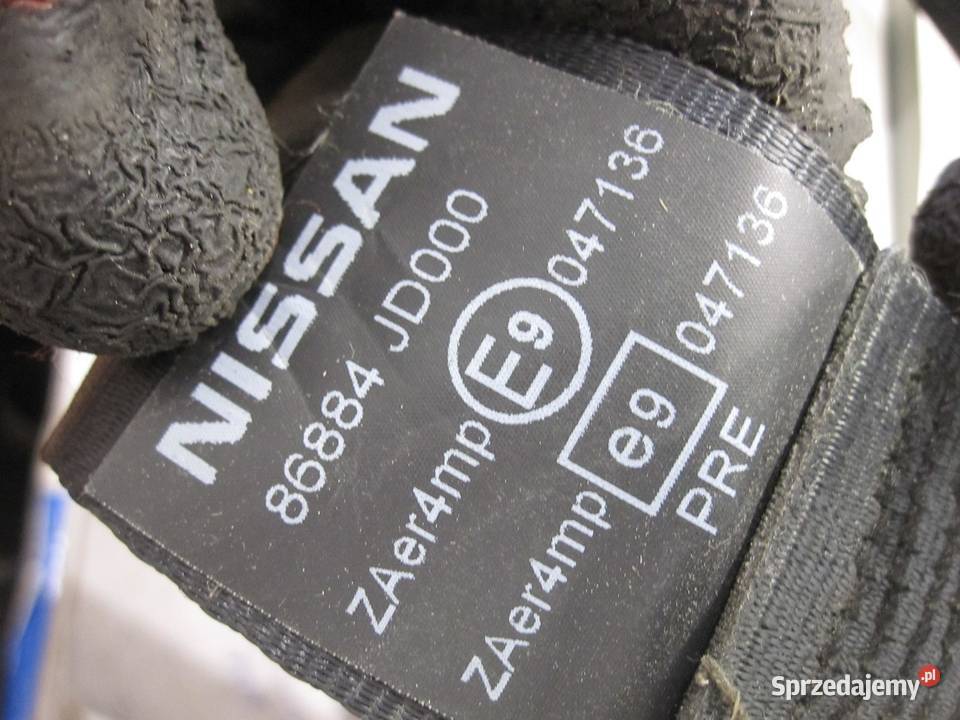 NISSAN
86884 JD000
ZAer4mp E9 047136
ZAer4mp e9 047136
PRE
Sprzedajemy.pl